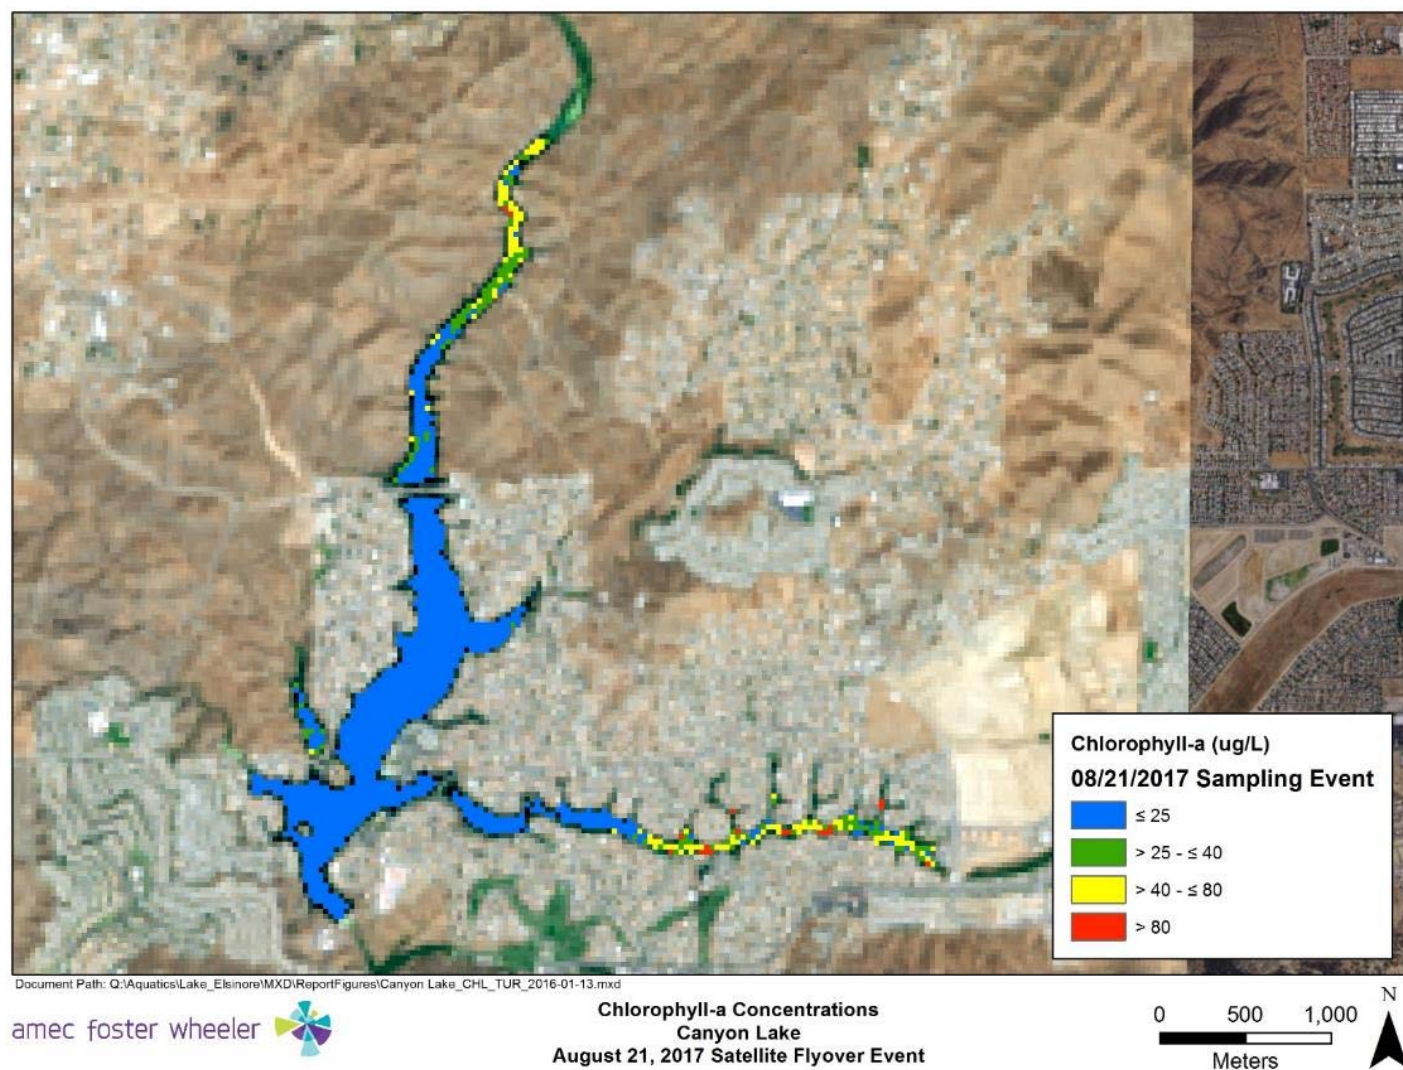 Chlorophyll-a (ug/L)
08/21/2017 Sampling Event
≤ 25
> 25 - ≤ 40
> 40 - ≤ 80
> 80
Document Path: Q:\Aquatics\Lake_Elsinore\MXD\ReportFigures\Canyon Lake_CHL_TUR_2016-01-13.mxd
amec foster wheeler
Chlorophyll-a Concentrations
Canyon Lake
August 21, 2017 Satellite Flyover Event
0 500 1,000
Meters
N